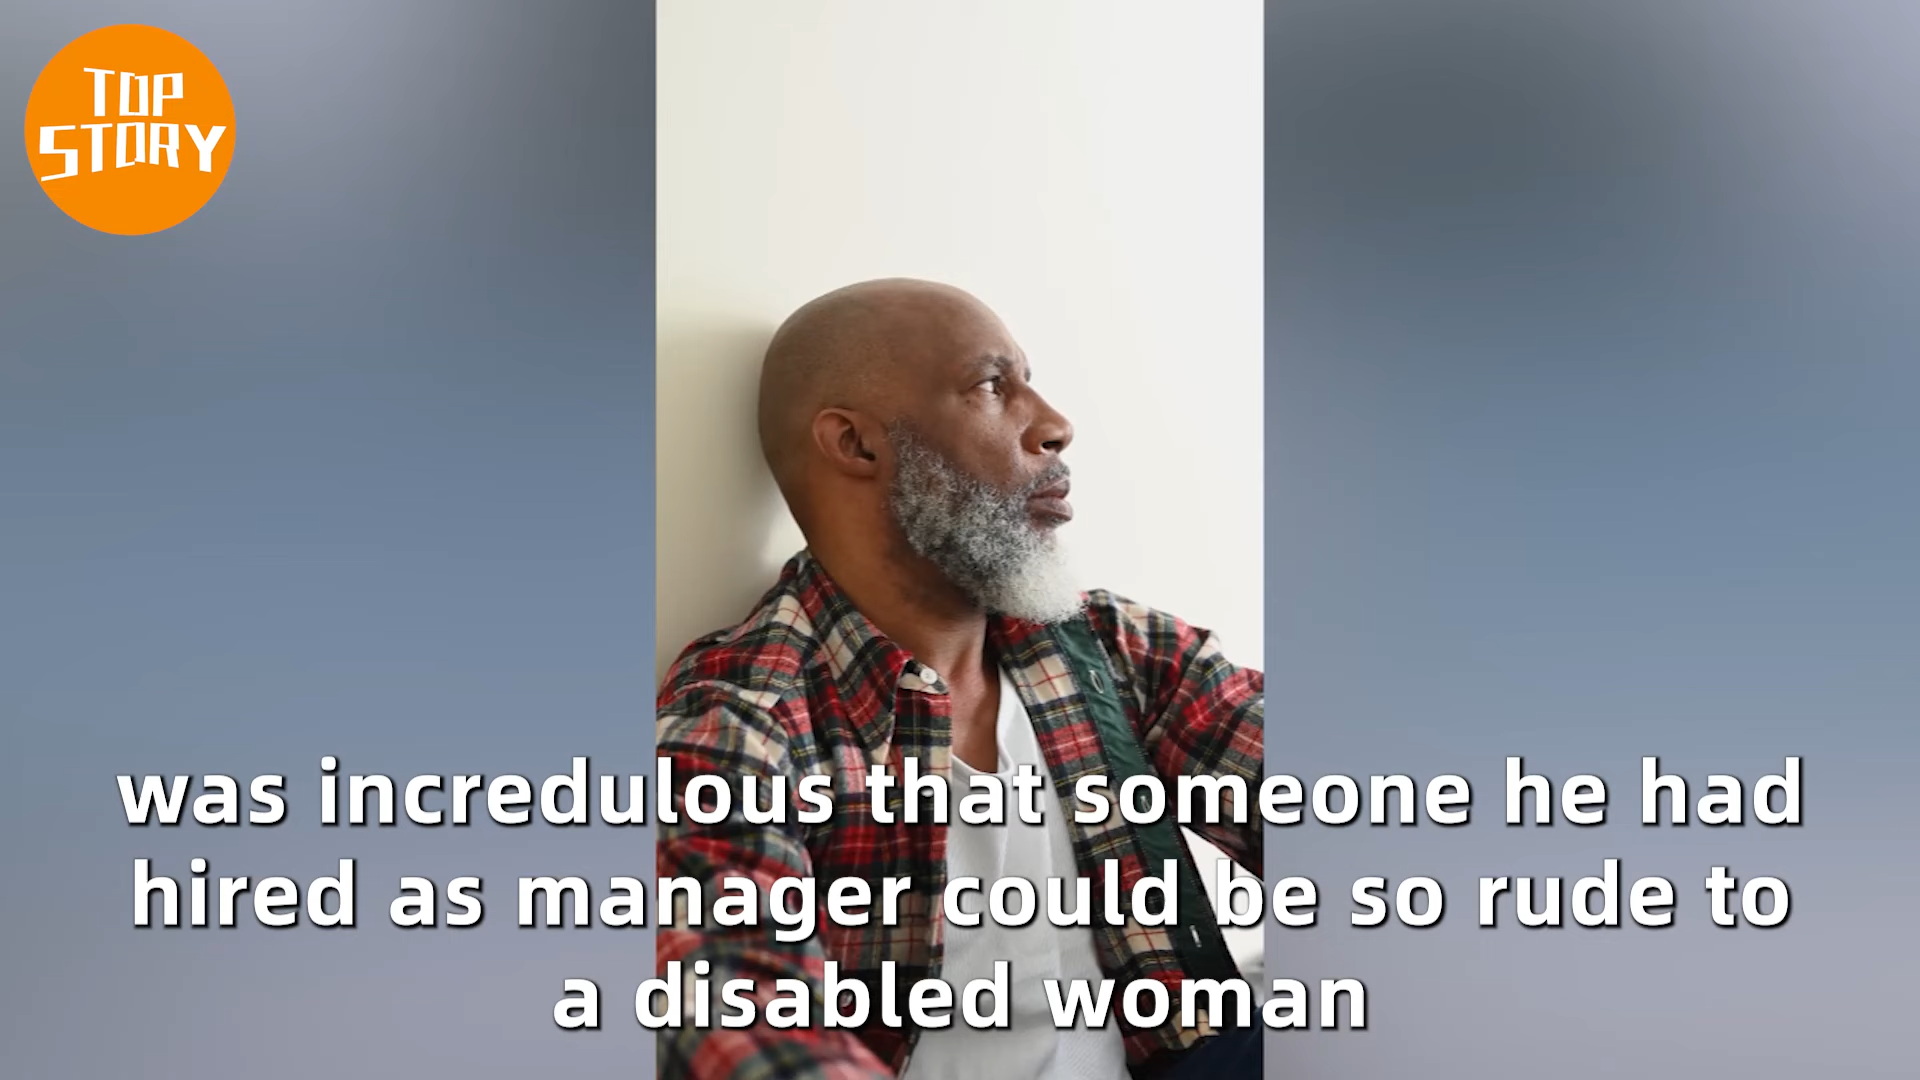 TOP
STORY
was incredulous that someone he had
hired as manager could be so rude to
a disabled woman